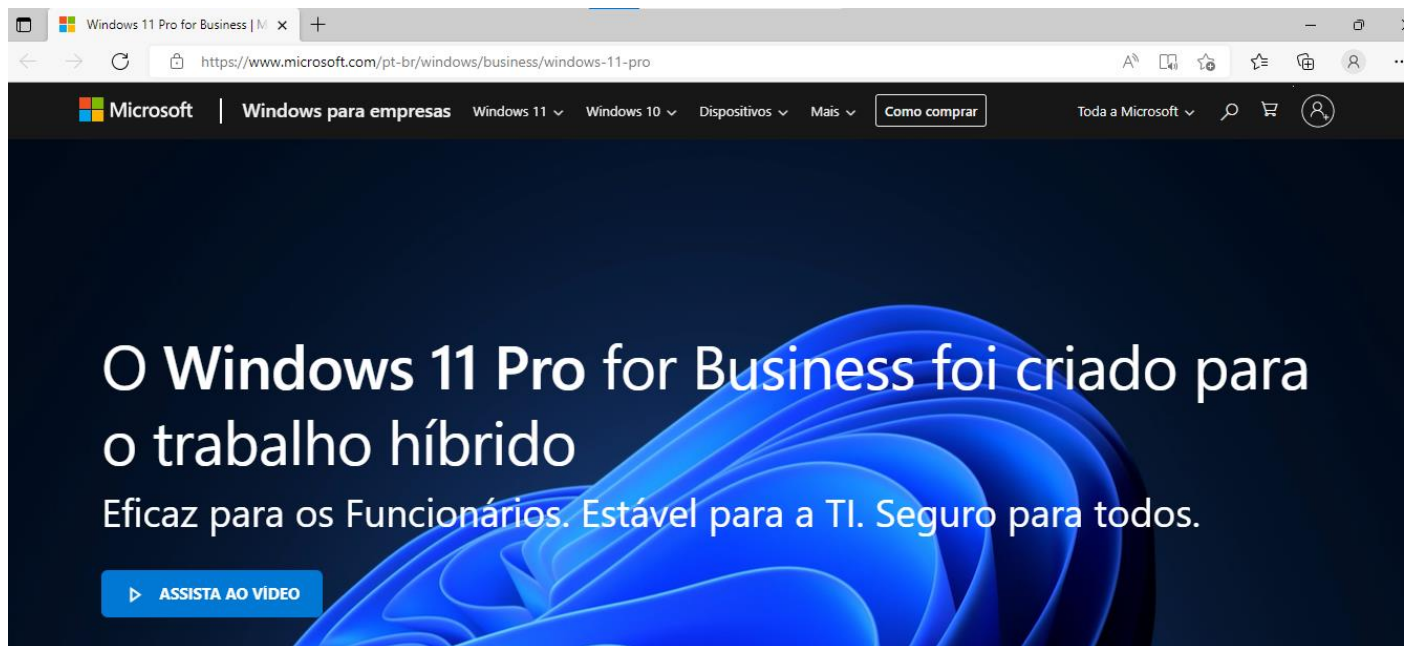 Windows 11 Pro for Business | M
https://www.microsoft.com/pt-br/windows/business/windows-11-pro
Microsoft Windows para empresas Windows 11 Windows 10 Dispositivos Mais Como comprar Toda a Microsoft
O Windows 11 Pro for Business foi criado para
o trabalho híbrido
Eficaz para os Funcionários. Estável para a TI. Seguro para todos.
ASSISTA AO VÍDEO